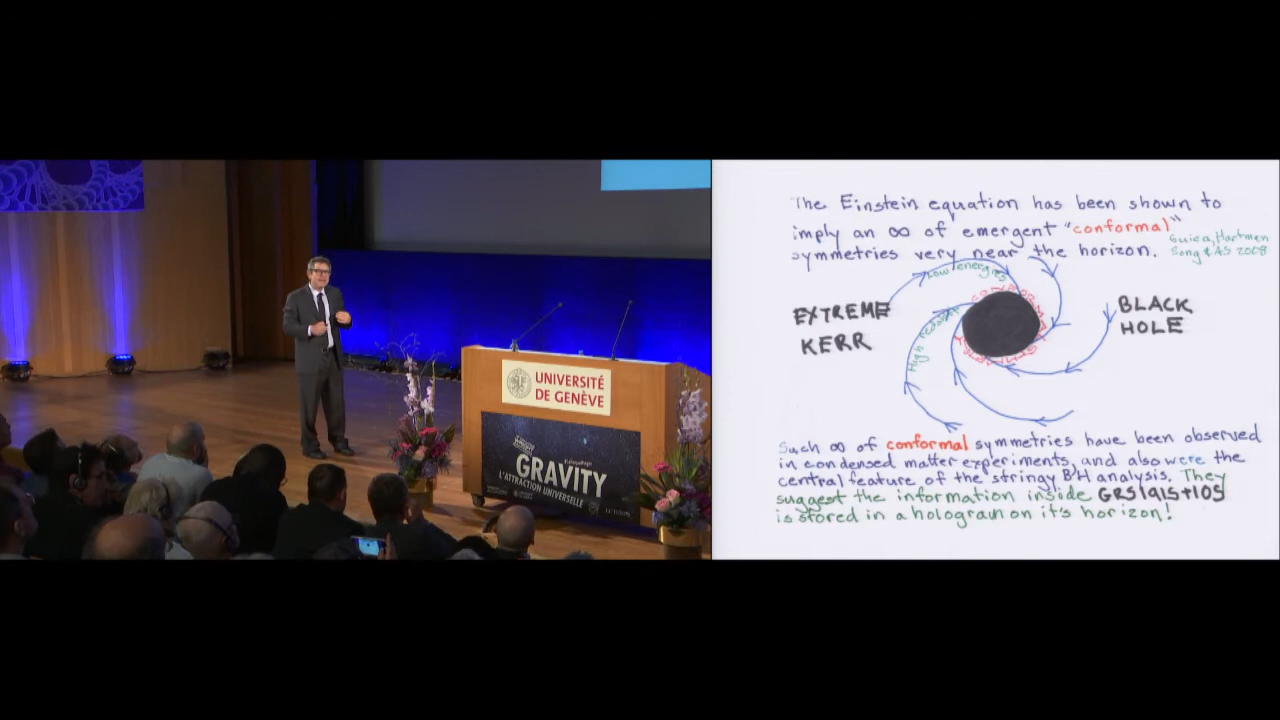 UNIVERSITÉ
DE GENÈVE
GRAVITY
L'ATTRACTION UNIVERSELLE
The Einstein equation has been shown to
imply an ∞ of emergent "conformal"
symmetries very near the horizon.
Guica, Hartman
Song & AS 2008
Low energies
EXTREME
KERR
High
BLACK
HOLE
Such ∞ of conformal symmetries have been observed
in condensed matter experiments, and also were the
central feature of the stringy BH analysis. They
suggest the information inside GRS1915+105
is stored in a hologram on it's horizon!